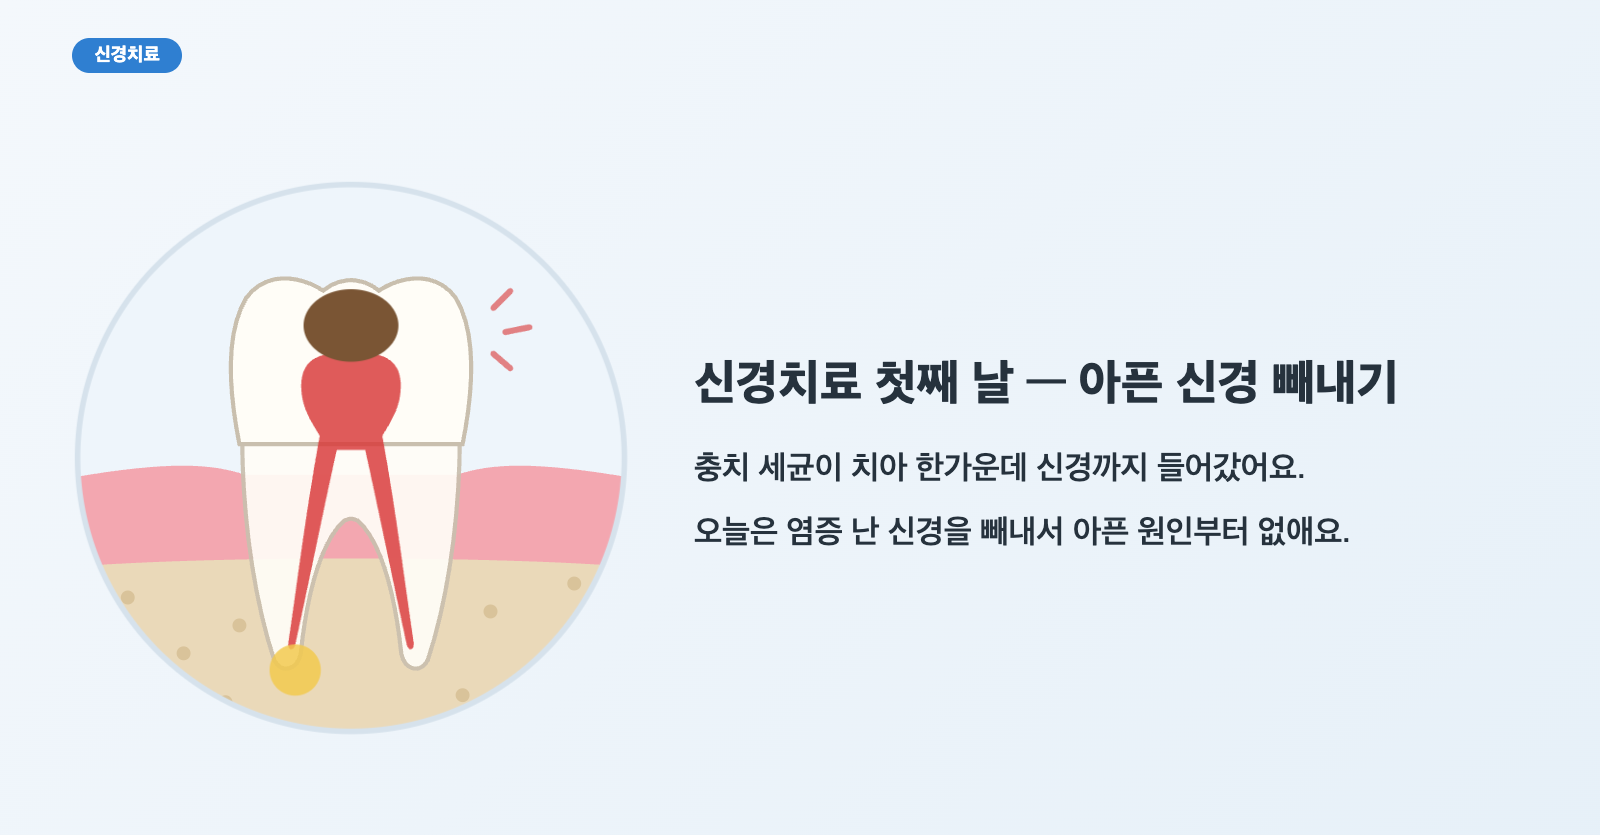 신경치료
신경치료 첫째 날 — 아픈 신경 빼내기
충치 세균이 치아 한가운데 신경까지 들어갔어요.
오늘은 염증 난 신경을 빼내서 아픈 원인부터 없애요.